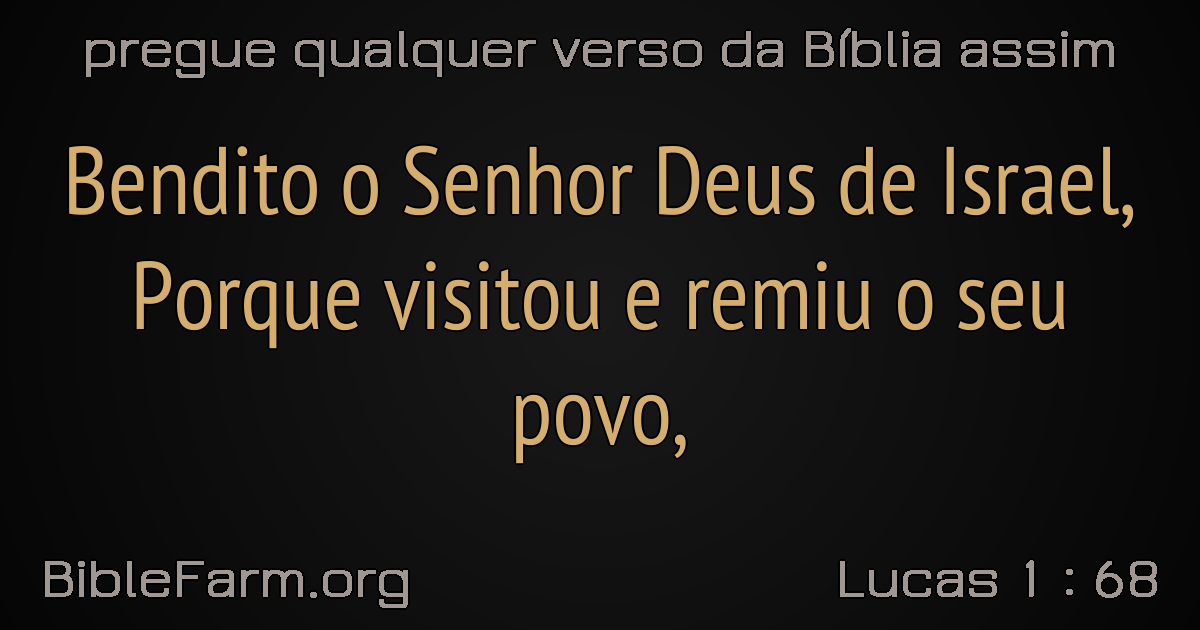 pregue qualquer verso da Bíblia assim
Bendito o Senhor Deus de Israel,
Porque visitou e remiu o seu
povo,
BibleFarm.org
Lucas 1 : 68